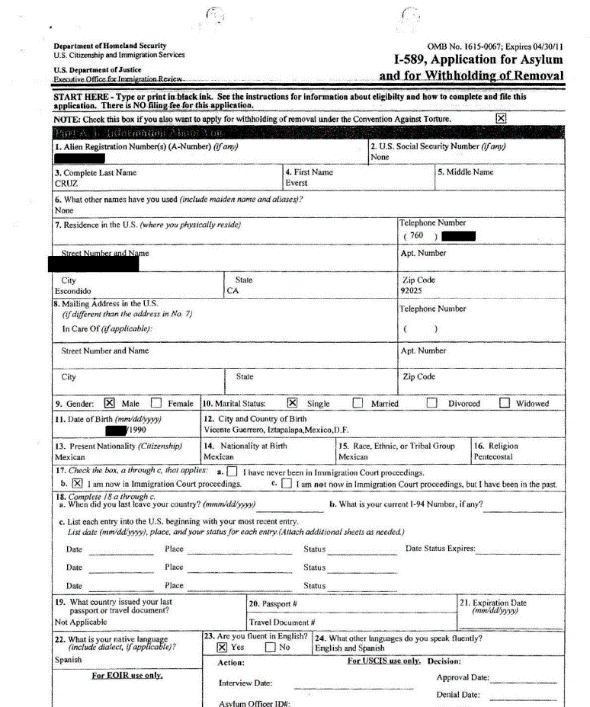 Department of Homeland Security
U.S. Citizenship and Immigration Services
OMB No. 1615-0067; Expires 04/30/11
U.S. Department of Justice
Executive Office for Immigration Review
I-589, Application for Asylum
and for Withholding of Removal
START HERE - Type or print in black ink. See the instructions for information about eligibilty and how to complete and file this
application. There is NO filing fee for this application.
NOTE: Check this box if you also want to apply for withholding of removal under the Convention Against Torture. X
Part A. I. Information About You
1. Alien Registration Number(s) (A-Number) (if any) 2. U.S. Social Security Number (if any)
None
3. Complete Last Name 4. First Name 5. Middle Name
CRUZ Everst
6. What other names have you used (include maiden name and aliases)?
None
7. Residence in the U.S. (where you physically reside) Telephone Number
( 760 )
Street Number and Name Apt. Number
City State Zip Code
Escondido CA 92025
8. Mailing Address in the U.S.
(if different than the address in No. 7) Telephone Number
In Care Of (if applicable): ( )
Street Number and Name Apt. Number
City State Zip Code
9. Gender: X Male Female 10. Marital Status: X Single Married Divorced Widowed
11. Date of Birth (mm/dd/yyyy) 12. City and Country of Birth
/1990 Vicente Guerrero, Iztapalapa,Mexico,D.F.
13. Present Nationality (Citizenship) 14. Nationality at Birth 15. Race, Ethnic, or Tribal Group 16. Religion
Mexican Mexican Mexican Pentecostal
17. Check the box, a through c, that applies: a. I have never been in Immigration Court proceedings.
b. X I am now in Immigration Court proceedings. c. I am not now in Immigration Court proceedings, but I have been in the past.
18. Complete 18 a through c.
a. When did you last leave your country? (mmm/dd/yyyy) b. What is your current I-94 Number, if any?
c. List each entry into the U.S. beginning with your most recent entry.
List date (mm/dd/yyyy), place, and your status for each entry.(Attach additional sheets as needed.)
Date Place Status Date Status Expires:
Date Place Status
Date Place Status
19. What country issued your last
passport or travel document? 20. Passport # 21. Expiration Date
(mm/dd/yyyy)
Not Applicable Travel Document #
22. What is your native language
(include dialect, if applicable)? 23. Are you fluent in English? 24. What other languages do you speak fluently?
X Yes No English and Spanish
Spanish
For EOIR use only. Action: For USCIS use only. Decision:
Interview Date: Approval Date:
Denial Date:
Asylum Officer ID#: